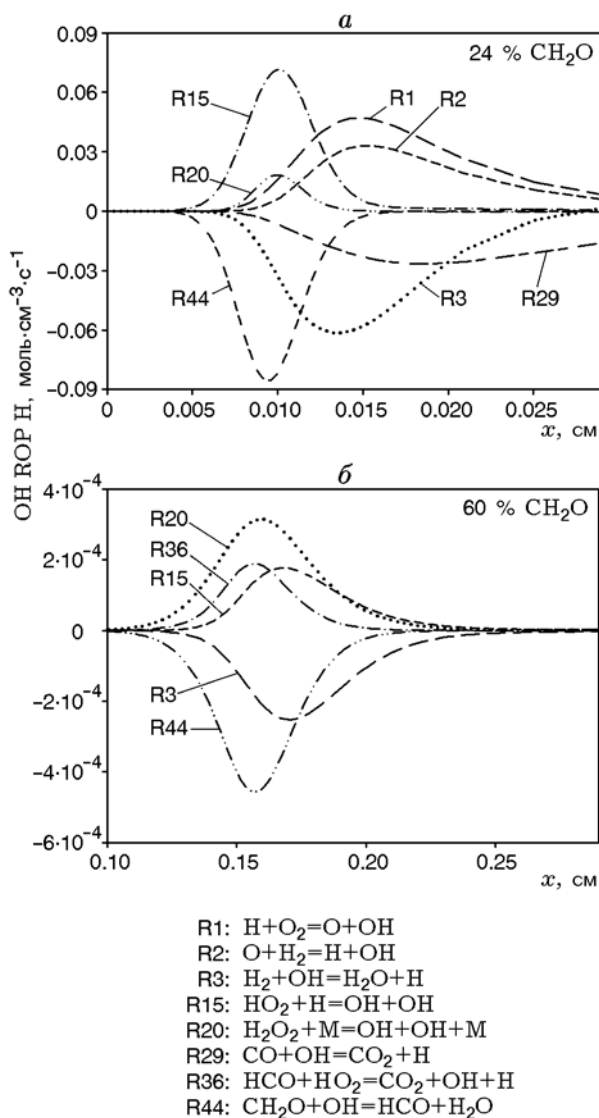 а
24 % CH₂O
0.09
0.06
0.03
0
−0.03
−0.06
−0.09
R15
R1
R2
R20
R44
R3
R29
0
0.005
0.010
0.015
0.020
0.025
x, см
OH ROP H, моль·см⁻³·с⁻¹
б
60 % CH₂O
4·10⁻⁴
2·10⁻⁴
0
−2·10⁻⁴
−4·10⁻⁴
−6·10⁻⁴
R20
R36
R15
R3
R44
0.10
0.15
0.20
0.25
x, см
R1: H+O₂=O+OH
R2: O+H₂=H+OH
R3: H₂+OH=H₂O+H
R15: HO₂+H=OH+OH
R20: H₂O₂+M=OH+OH+M
R29: CO+OH=CO₂+H
R36: HCO+HO₂=CO₂+OH+H
R44: CH₂O+OH=HCO+H₂O